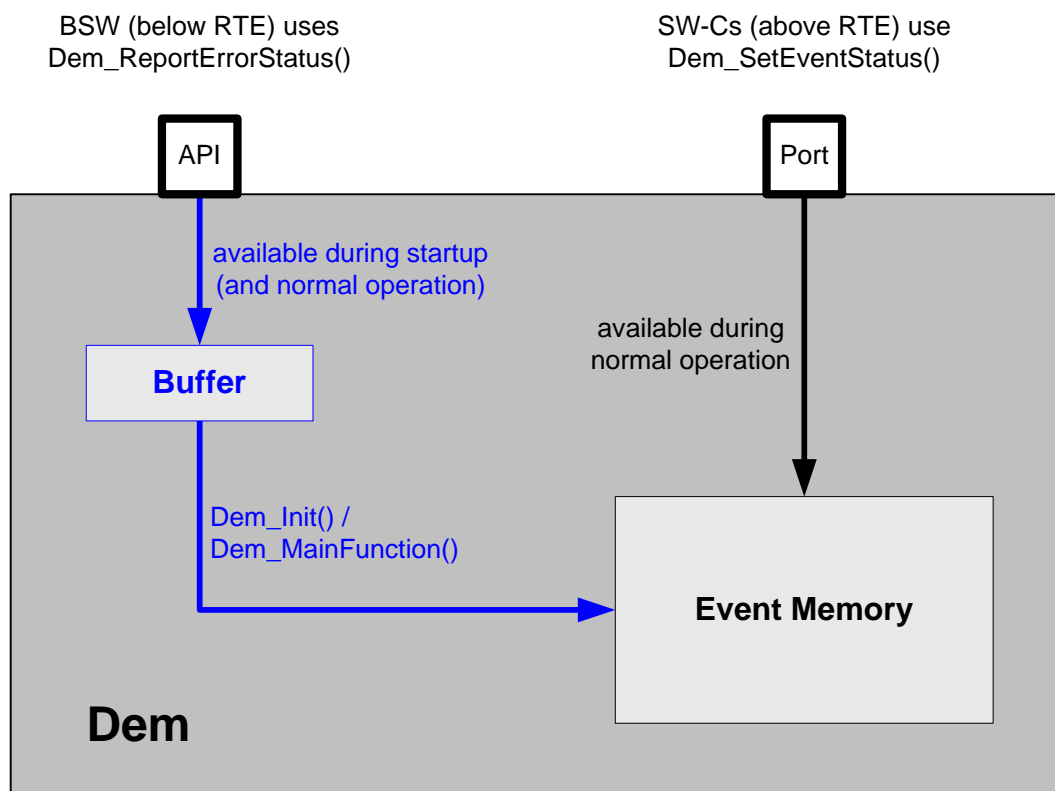 BSW (below RTE) uses
Dem_ReportErrorStatus()
SW-Cs (above RTE) use
Dem_SetEventStatus()
API
Port
available during startup
(and normal operation)
available during
normal operation
Buffer
Dem_Init() /
Dem_MainFunction()
Event Memory
Dem